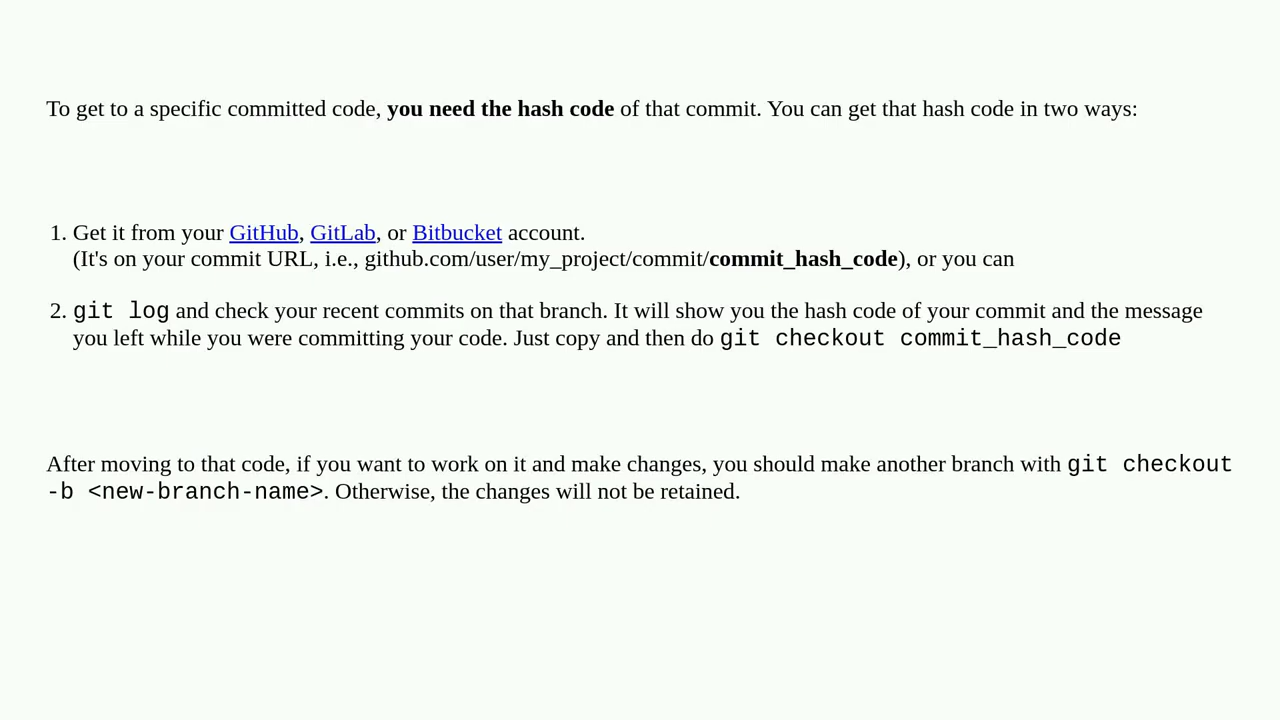 To get to a specific committed code, you need the hash code of that commit. You can get that hash code in two ways:
1. Get it from your GitHub, GitLab, or Bitbucket account.
(It's on your commit URL, i.e., github.com/user/my_project/commit/commit_hash_code), or you can
2. git log and check your recent commits on that branch. It will show you the hash code of your commit and the message
you left while you were committing your code. Just copy and then do git checkout commit_hash_code
After moving to that code, if you want to work on it and make changes, you should make another branch with git checkout
-b <new-branch-name>. Otherwise, the changes will not be retained.